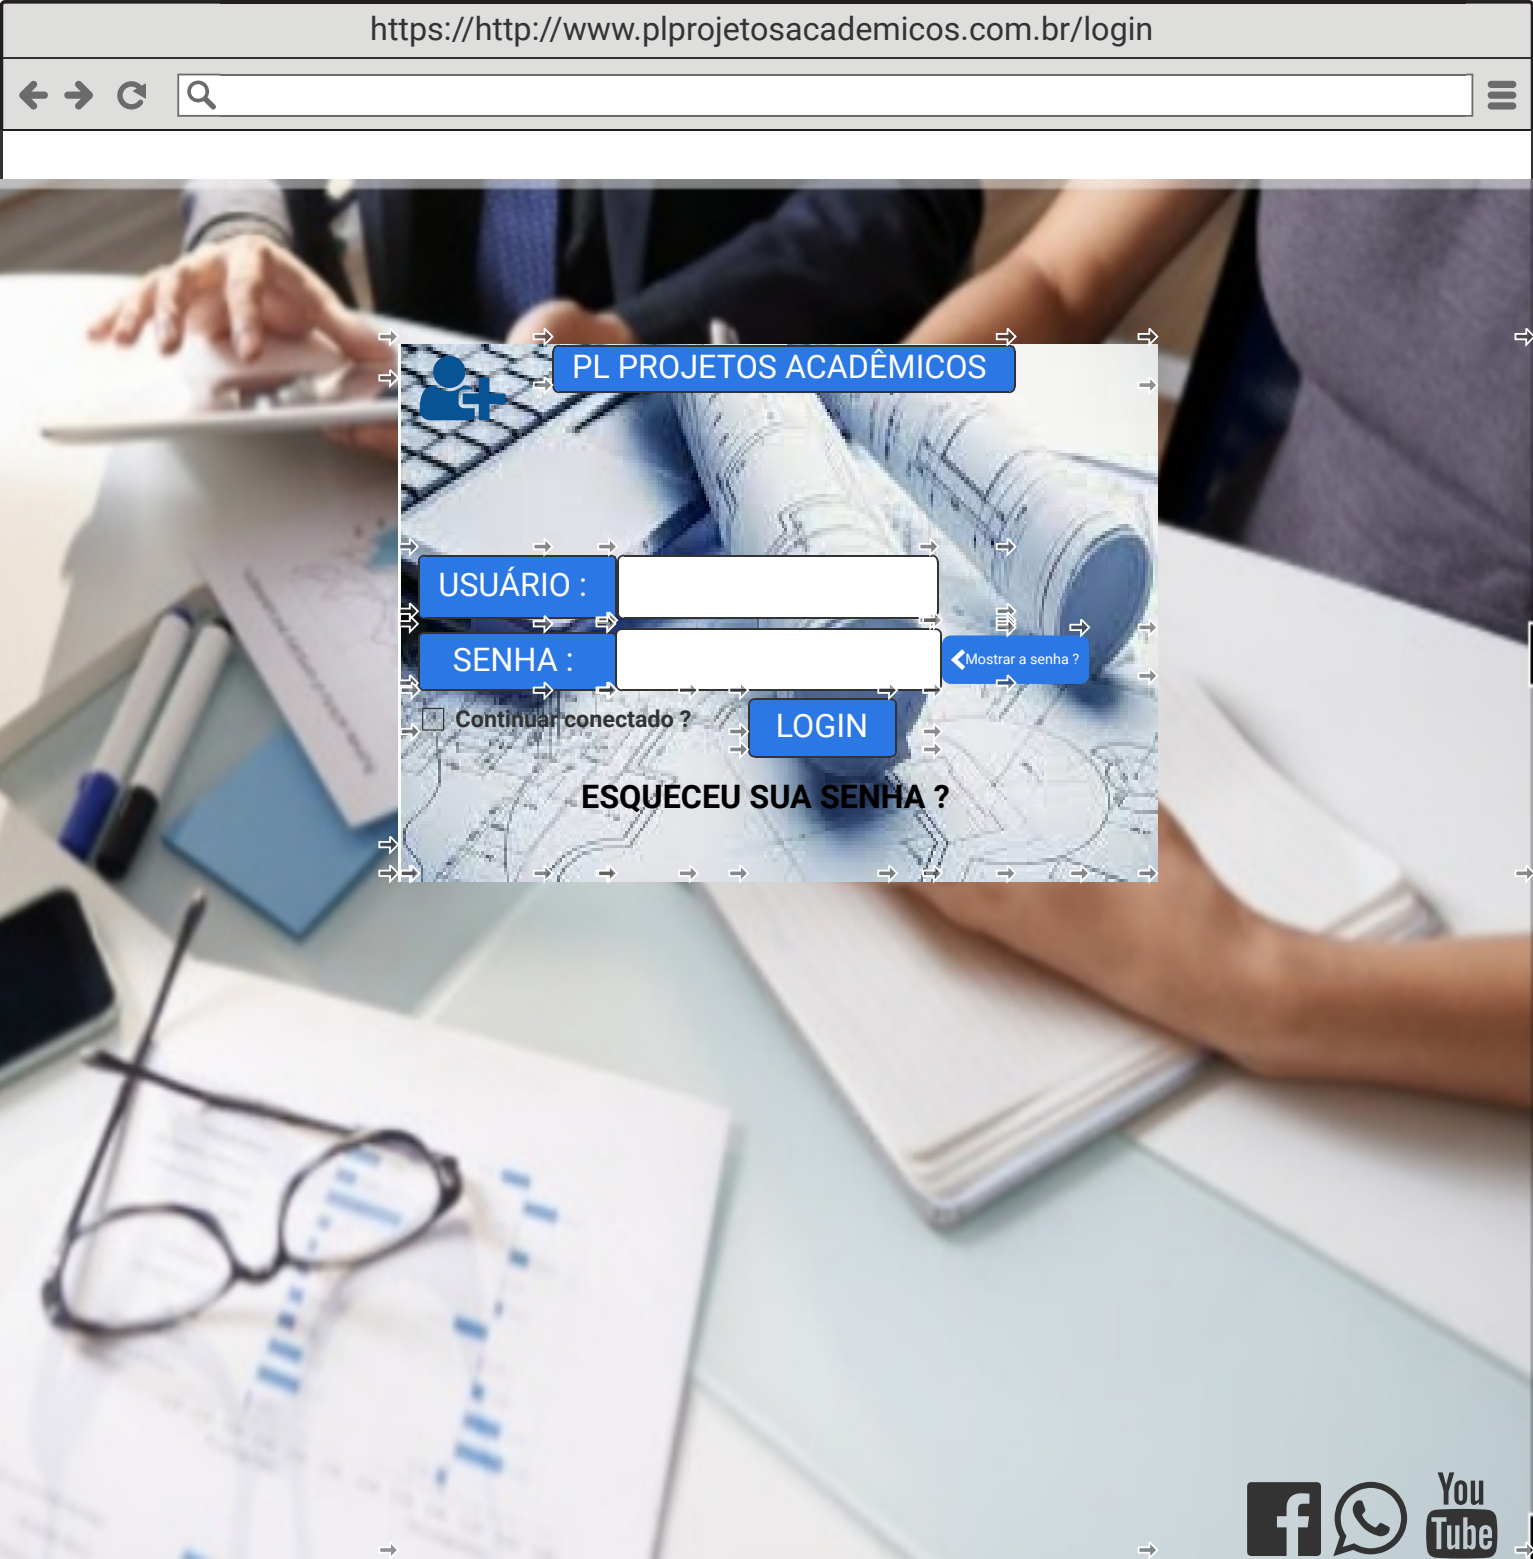 https://http://www.plprojetosacademicos.com.br/login
PL PROJETOS ACADÊMICOS
USUÁRIO :
SENHA :
Mostrar a senha ?
Continuar conectado ?
LOGIN
ESQUECEU SUA SENHA ?
You
Tube